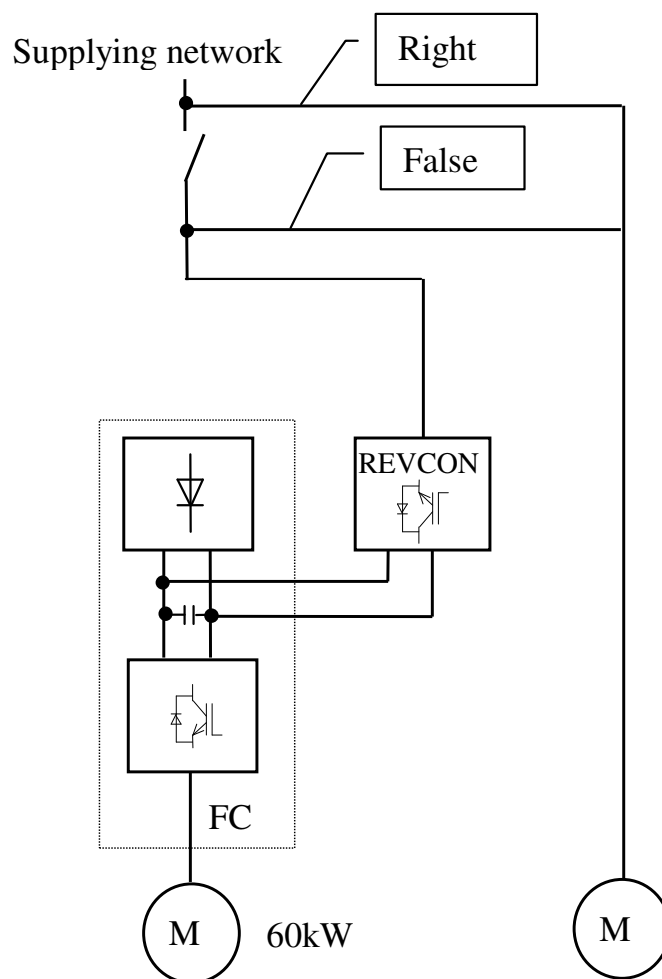 Supplying network
Right
False
REVCON
FC
M
60kW
M